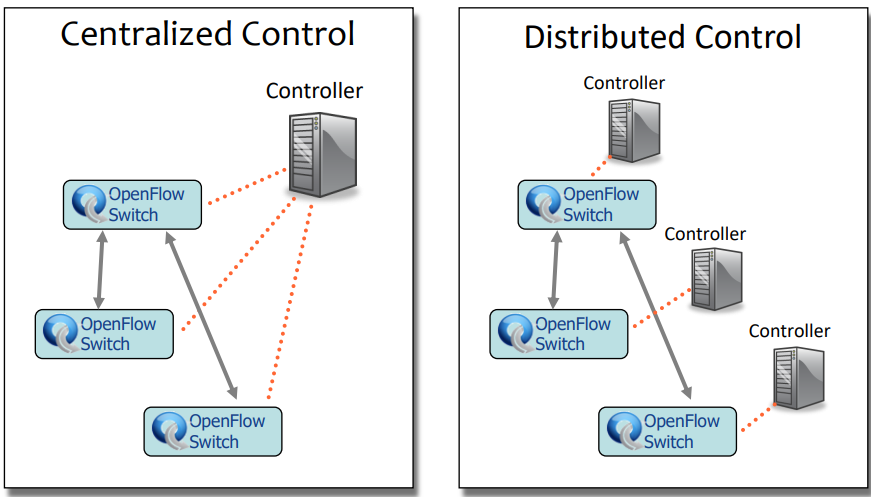 Centralized Control
Controller
OpenFlow
Switch
OpenFlow
Switch
OpenFlow
Switch
Distributed Control
Controller
OpenFlow
Switch
Controller
OpenFlow
Switch
Controller
OpenFlow
Switch